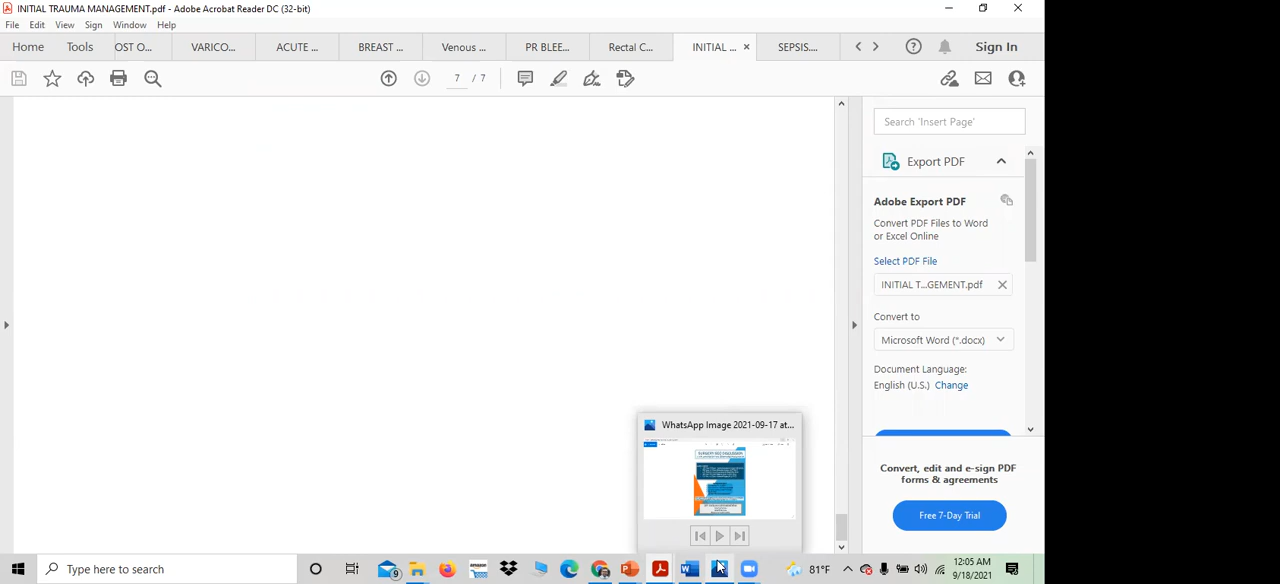 INITIAL TRAUMA MANAGEMENT.pdf - Adobe Acrobat Reader DC (32-bit)
File Edit View Sign Window Help
Home Tools OST O... VARICO... ACUTE ... BREAST ... Venous ... PR BLEE... Rectal C... INITIAL ... SEPSIS.... Sign In
7 / 7
Search 'Insert Page'
Export PDF
Adobe Export PDF
Convert PDF Files to Word
or Excel Online
Select PDF File
INITIAL T...GEMENT.pdf
Convert to
Microsoft Word (*.docx)
Document Language:
English (U.S.) Change
WhatsApp Image 2021-09-17 at...
Convert, edit and e-sign PDF
forms & agreements
Free 7-Day Trial
Type here to search
9
81°F
12:05 AM
9/18/2021